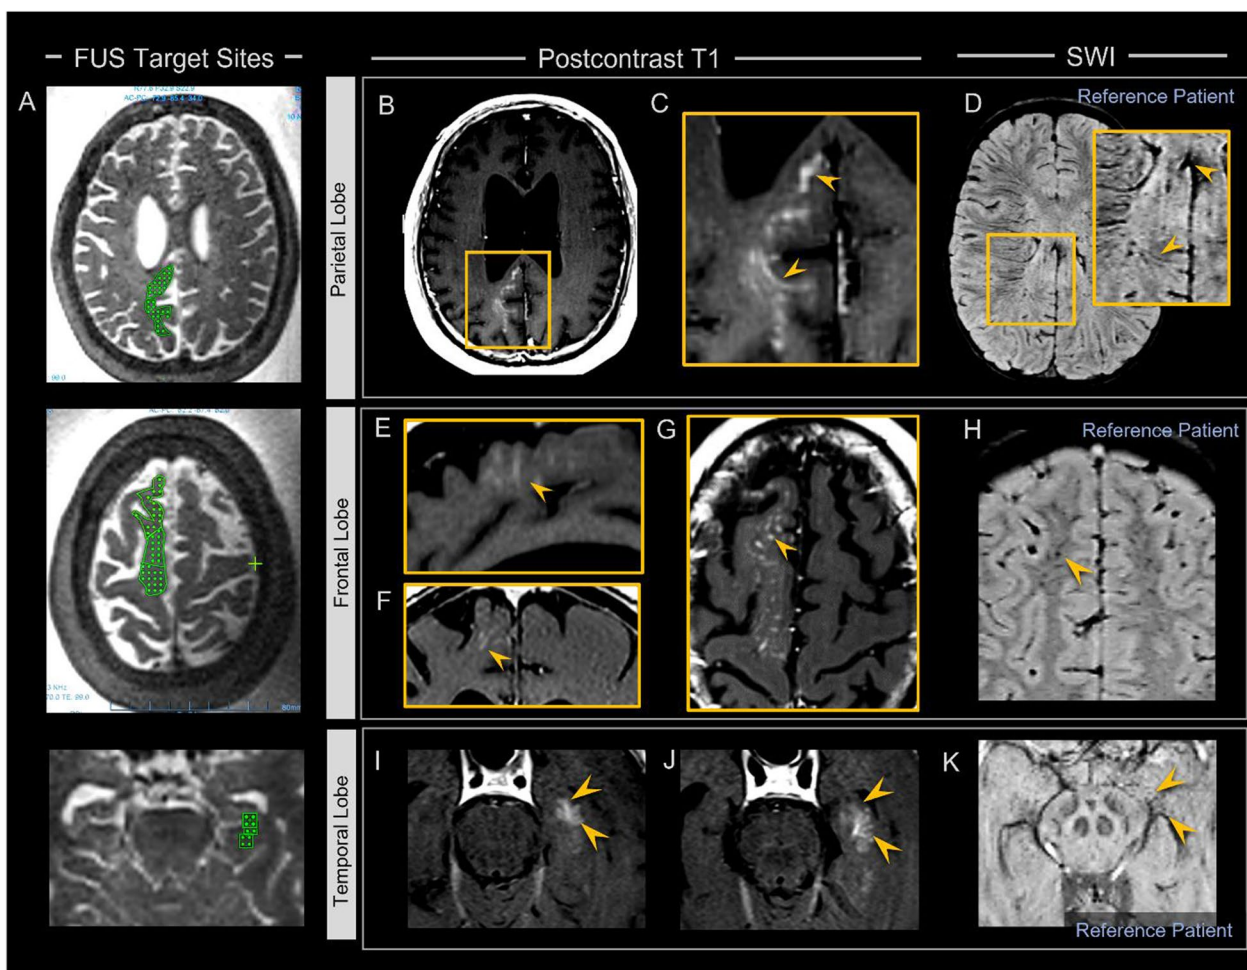 FUS Target Sites
Postcontrast T1
SWI
A
Parietal Lobe
B
C
D
Reference Patient
Frontal Lobe
E
F
G
H
Reference Patient
Temporal Lobe
I
J
K
Reference Patient